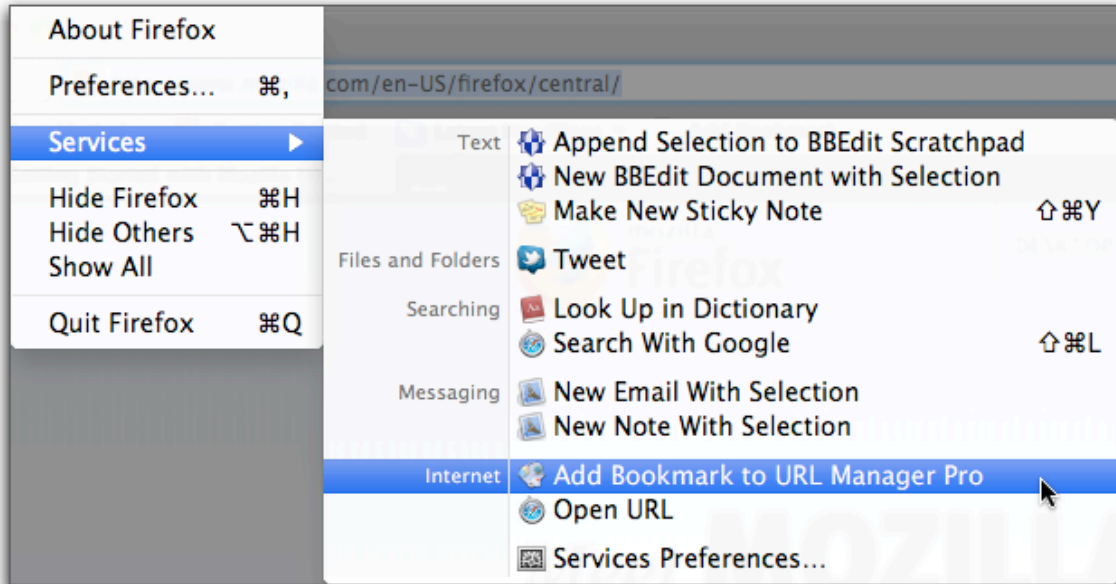 About Firefox
Preferences... ⌘,
com/en-US/firefox/central/
Services ▶
Text Append Selection to BBEdit Scratchpad
New BBEdit Document with Selection
Hide Firefox ⌘H
Make New Sticky Note ⇧⌘Y
Hide Others ⌥⌘H
mozilla
Firefox
Show All
Files and Folders Tweet
Searching Look Up in Dictionary
Quit Firefox ⌘Q
Search With Google ⇧⌘L
Messaging New Email With Selection
New Note With Selection
Internet Add Bookmark to URL Manager Pro
Open URL
MOZILLA
Services Preferences...